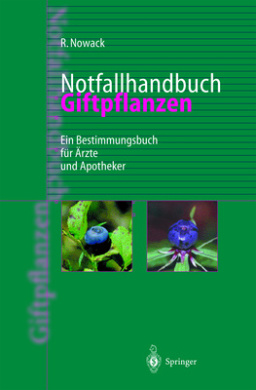 R. Nowack
Notfallhandbuch
Giftpflanzen
Ein Bestimmungsbuch
für Ärzte
und Apotheker
Giftpflanzen
Springer